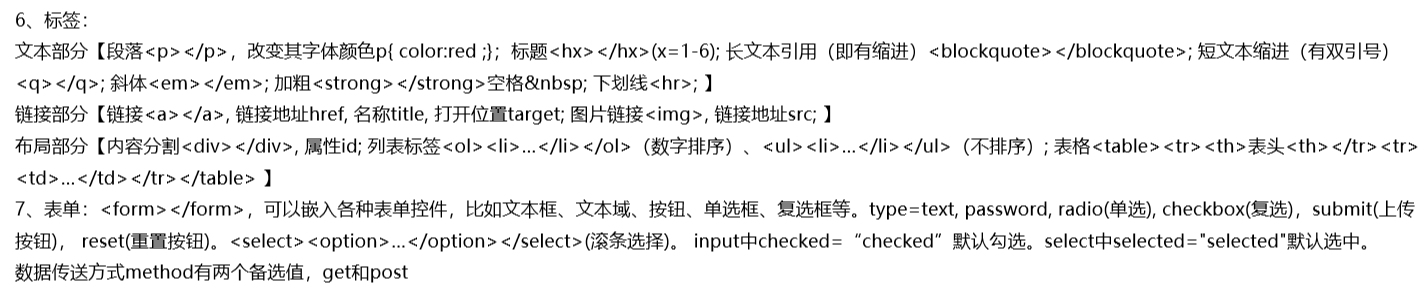 6、标签：
文本部分【段落<p></p>，改变其字体颜色p{ color:red ;}；标题<hx></hx>(x=1-6); 长文本引用（即有缩进）<blockquote></blockquote>; 短文本缩进（有双引号）
<q></q>; 斜体<em></em>; 加粗<strong></strong>空格&nbsp; 下划线<hr>; 】
链接部分【链接<a></a>, 链接地址href, 名称title, 打开位置target; 图片链接<img>, 链接地址src; 】
布局部分【内容分割<div></div>, 属性id; 列表标签<ol><li>...</li></ol>（数字排序）、<ul><li>...</li></ul>（不排序）; 表格<table><tr><th>表头<th></tr><tr>
<td>...</td></tr></table> 】
7、表单：<form></form>，可以嵌入各种表单控件，比如文本框、文本域、按钮、单选框、复选框等。type=text, password, radio(单选), checkbox(复选)，submit(上传
按钮)， reset(重置按钮)。<select><option>...</option></select>(滚条选择)。 input中checked=“checked”默认勾选。select中selected="selected"默认选中。
数据传送方式method有两个备选值，get和post